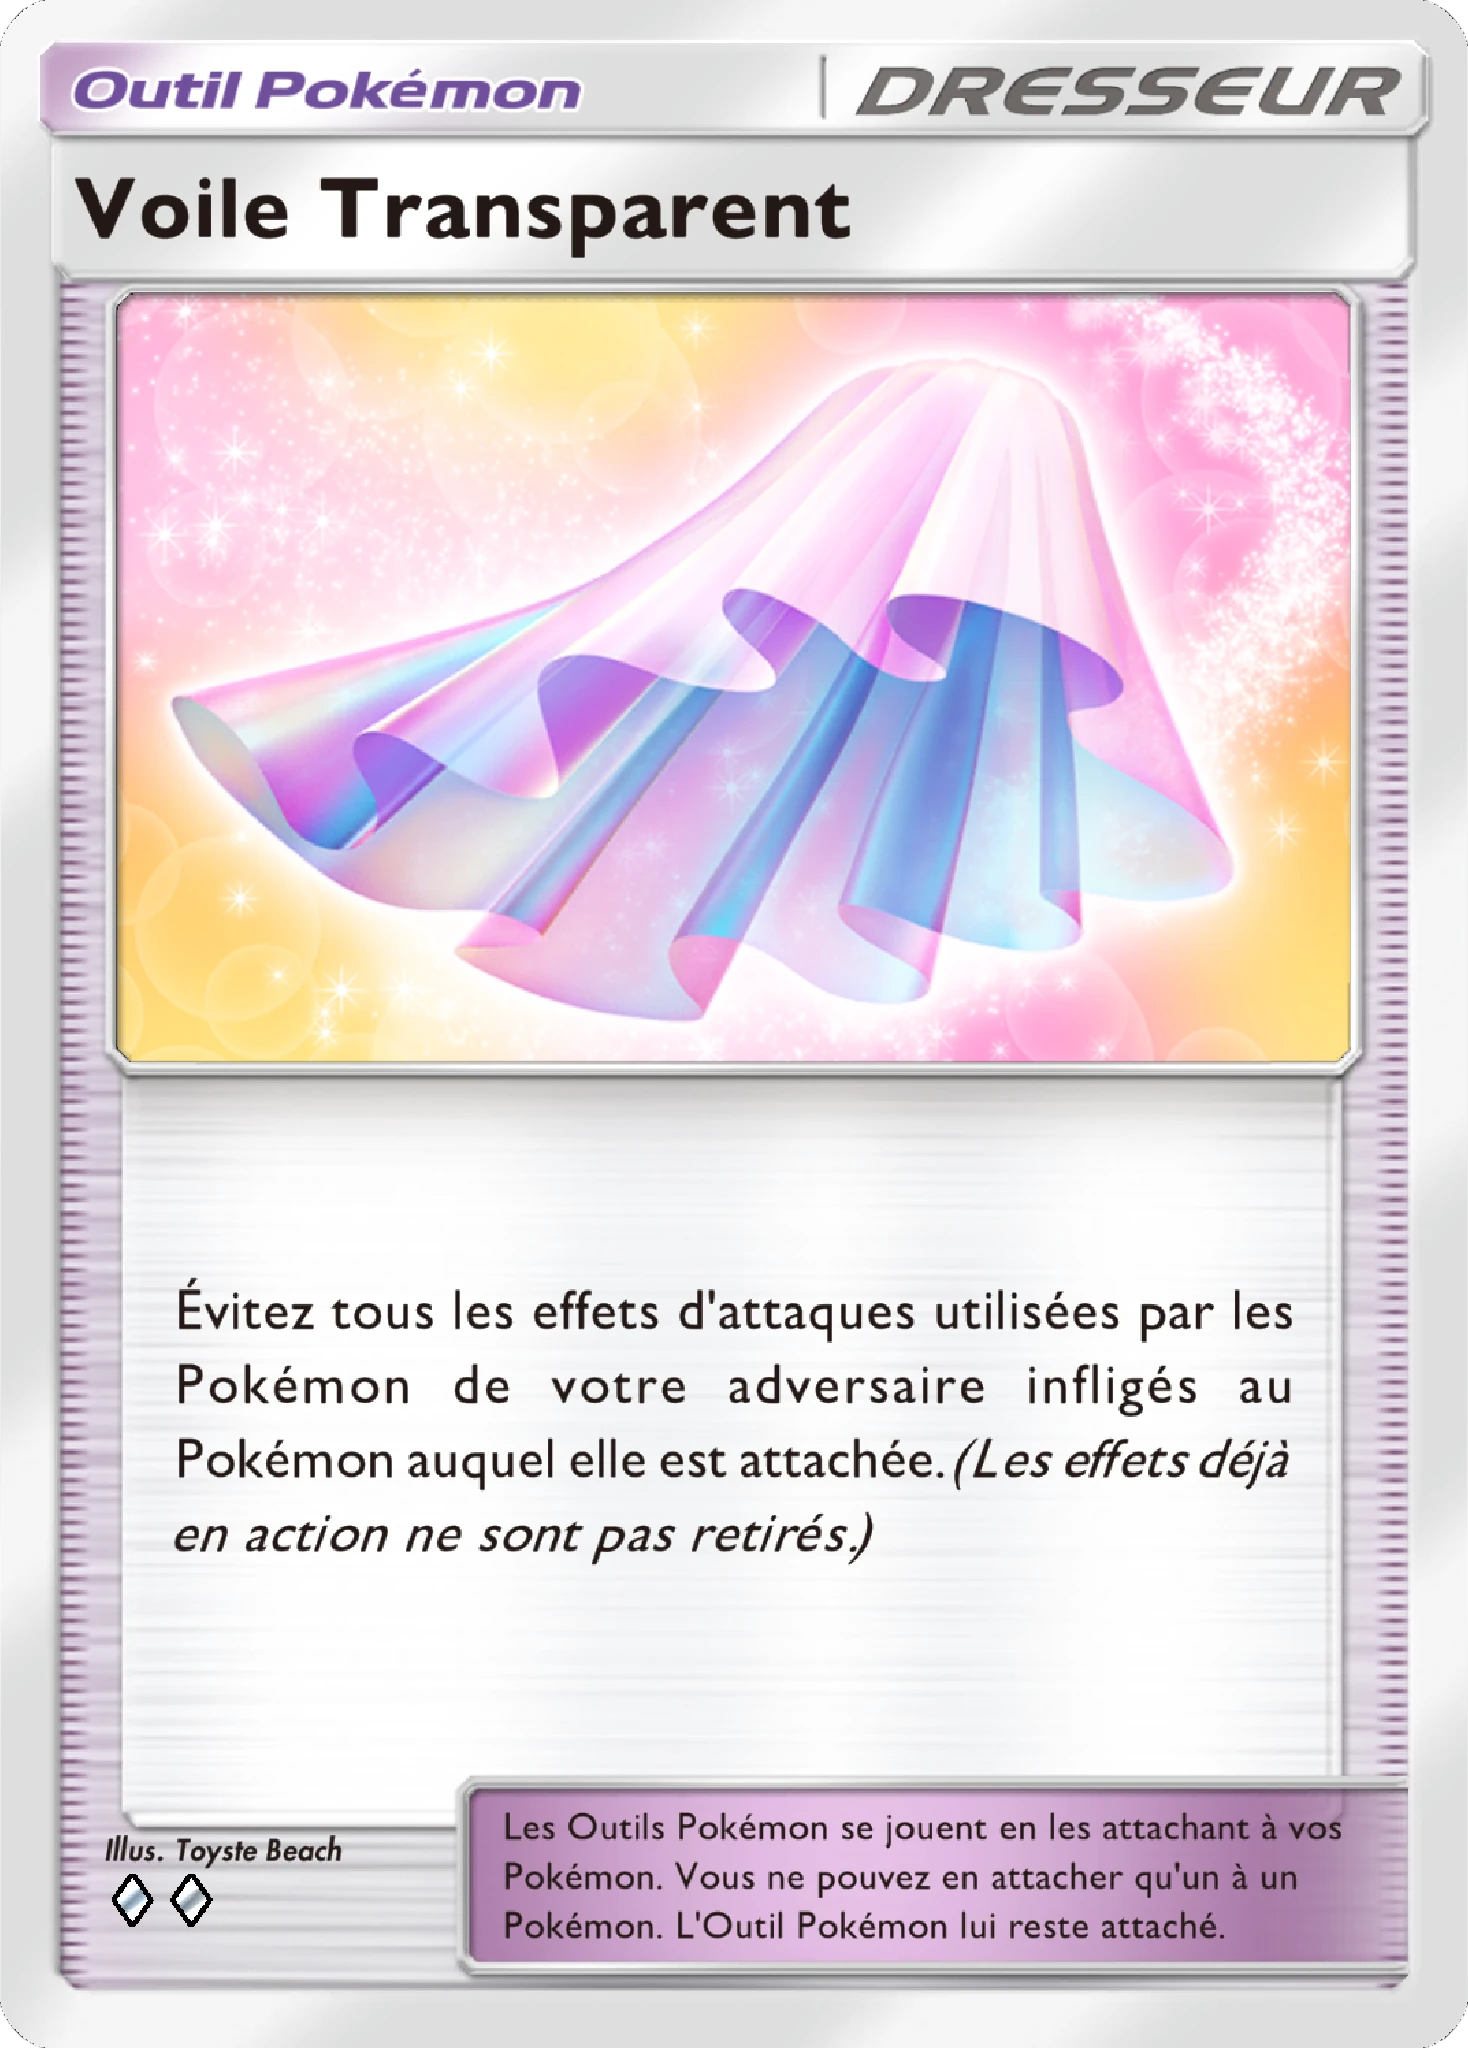 Outil Pokémon
DRESSEUR
Voile Transparent
Évitez tous les effets d'attaques utilisées par les
Pokémon de votre adversaire infligés au
Pokémon auquel elle est attachée. (Les effets déjà
en action ne sont pas retirés.)
Illus. Toyste Beach
Les Outils Pokémon se jouent en les attachant à vos
Pokémon. Vous ne pouvez en attacher qu'un à un
Pokémon. L'Outil Pokémon lui reste attaché.